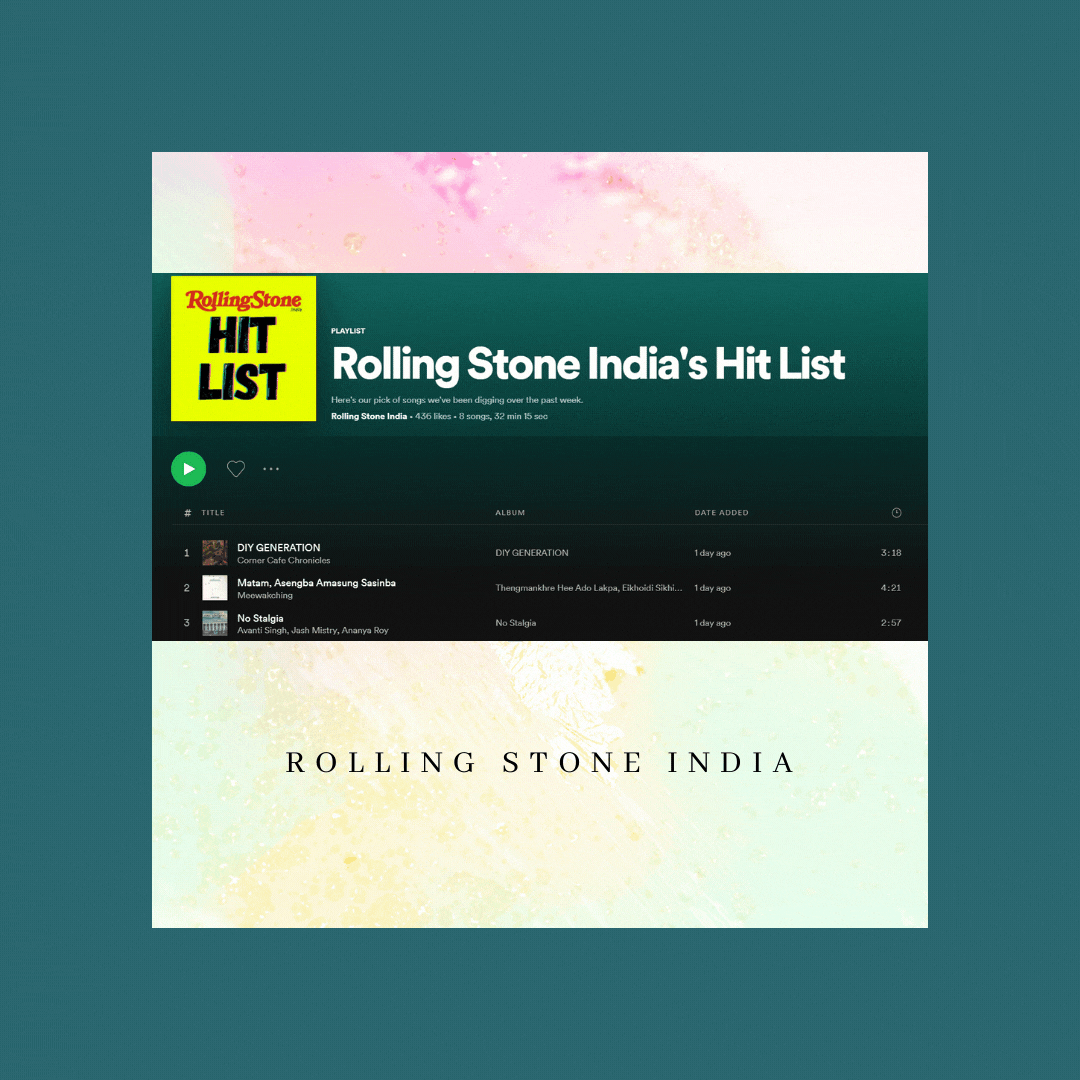 RollingStone
India
HIT
LIST
PLAYLIST
Rolling Stone India's Hit List
Here's our pick of songs we've been digging over the past week.
Rolling Stone India • 436 likes • 8 songs, 32 min 15 sec
# TITLE ALBUM DATE ADDED
1 DIY GENERATION DIY GENERATION 1 day ago 3:18
Corner Cafe Chronicles
2 Matam, Asengba Amasung Sasinba Thengmankhre Hee Ado Lakpa, Eikhoidi Sikhi... 1 day ago 4:21
Meewakching
3 No Stalgia No Stalgia 1 day ago 2:57
Avanti Singh, Jash Mistry, Ananya Roy
ROLLING STONE INDIA